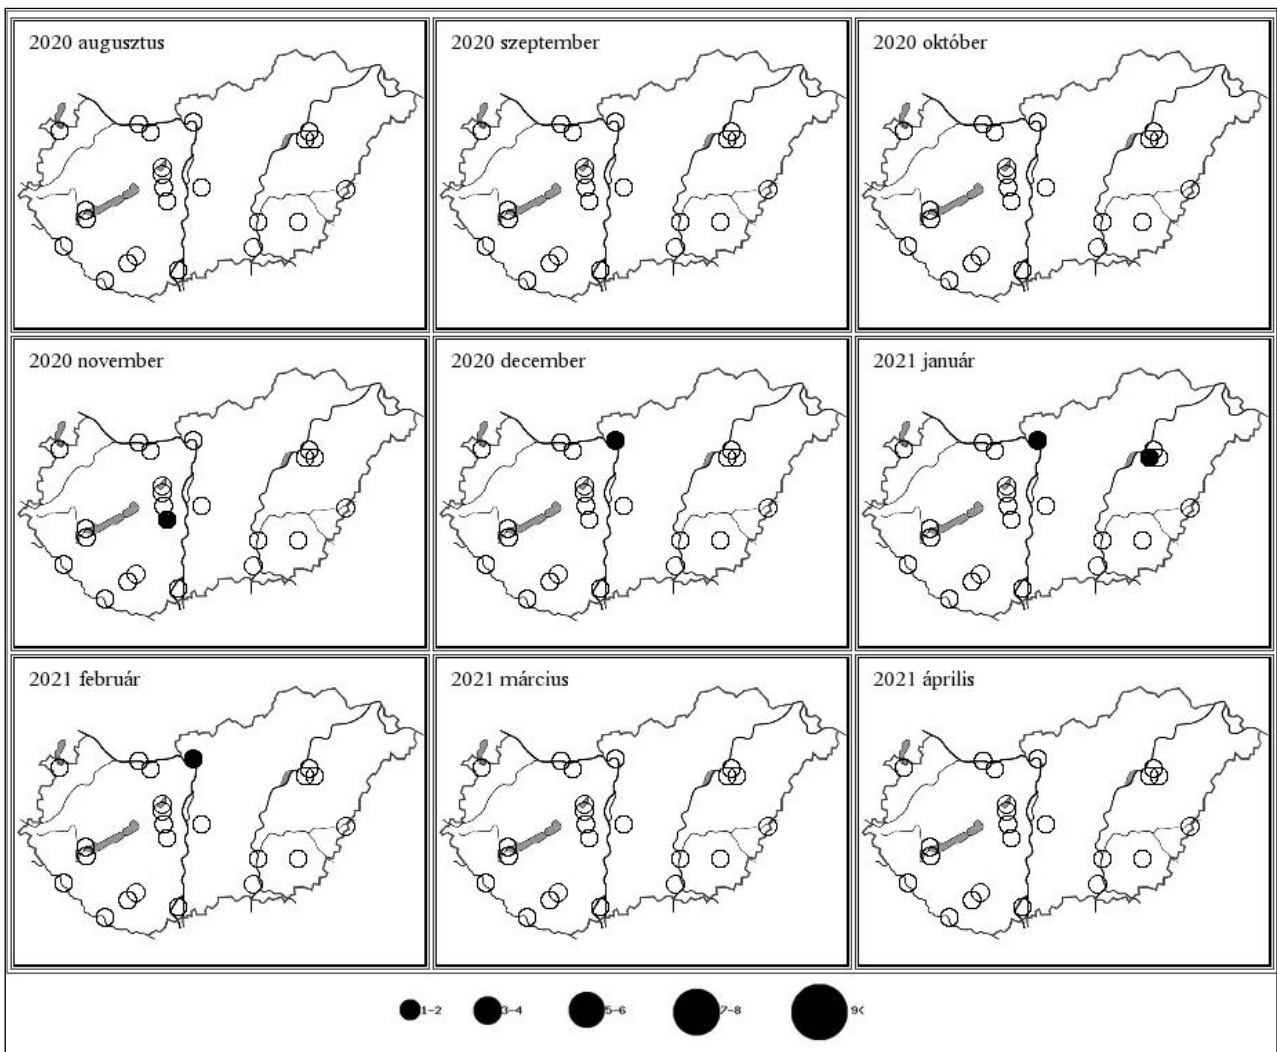 2020 augusztus
2020 szeptember
2020 október
2020 november
2020 december
2021 január
2021 február
2021 március
2021 április
1-2 3-4 5-6 7-8 9<